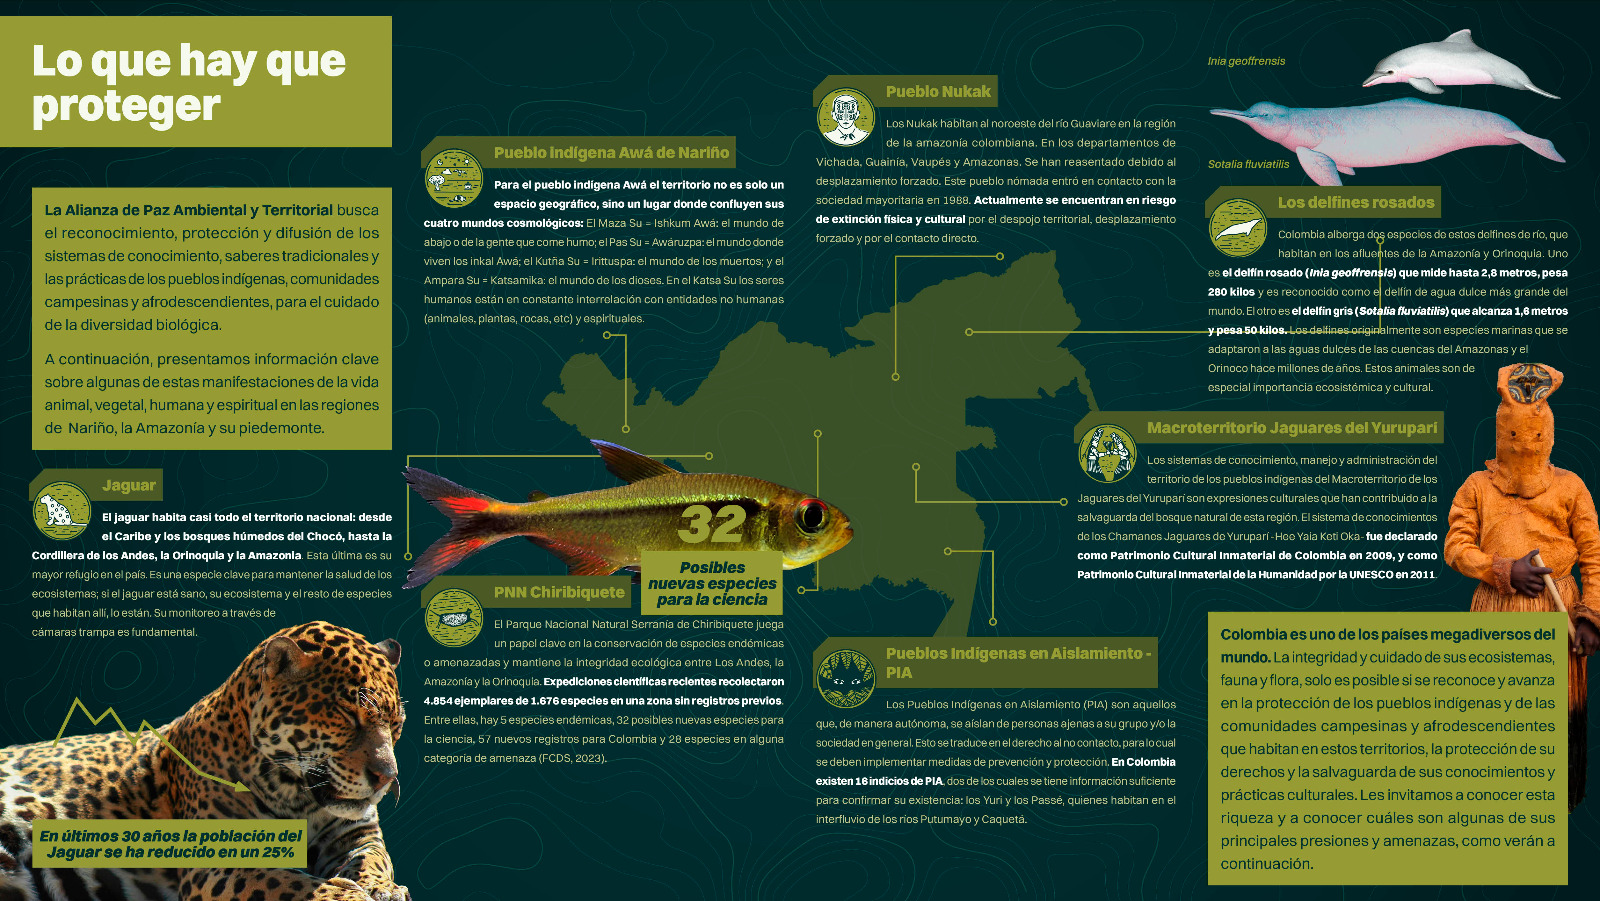 Lo que hay que
proteger
La Alianza de Paz Ambiental y Territorial busca
el reconocimiento, protección y difusión de los
sistemas de conocimiento, saberes tradicionales y
las prácticas de los pueblos indígenas, comunidades
campesinas y afrodescendientes, para el cuidado
de la diversidad biológica.
A continuación, presentamos información clave
sobre algunas de estas manifestaciones de la vida
animal, vegetal, humana y espiritual en las regiones
de Nariño, la Amazonía y su piedemonte.
Jaguar
El jaguar habita casi todo el territorio nacional: desde
el Caribe y los bosques húmedos del Chocó, hasta la
Cordillera de los Andes, la Orinoquía y la Amazonía. Esta última es su
mayor refugio en el país. Es una especie clave para mantener la salud de los
ecosistemas; si el jaguar está sano, su ecosistema y el resto de especies
que habitan allí, lo están. Su monitoreo a través de
cámaras trampa es fundamental.
En últimos 30 años la población del
Jaguar se ha reducido en un 25%
Pueblo indígena Awá de Nariño
Para el pueblo indígena Awá el territorio no es solo un
espacio geográfico, sino un lugar donde confluyen sus
cuatro mundos cosmológicos: El Maza Su = Ishkum Awá: el mundo de
abajo o de la gente que come humo; el Pas Su = Awáruzpa: el mundo donde
viven los inkal Awá; el Kutña Su = Irittuspa: el mundo de los muertos; y el
Ampara Su = Katsamika: el mundo de los dioses. En el Katsa Su los seres
humanos están en constante interrelación con entidades no humanas
(animales, plantas, rocas, etc) y espirituales.
32
Posibles
nuevas especies
para la ciencia
PNN Chiribiquete
El Parque Nacional Natural Serranía de Chiribiquete juega
un papel clave en la conservación de especies endémicas
o amenazadas y mantiene la integridad ecológica entre Los Andes, la
Amazonía y la Orinoquía. Expediciones científicas recientes recolectaron
4.854 ejemplares de 1.676 especies en una zona sin registros previos.
Entre ellas, hay 5 especies endémicas, 32 posibles nuevas especies para
la ciencia, 57 nuevos registros para Colombia y 28 especies en alguna
categoría de amenaza (FCDS, 2023).
Pueblo Nukak
Los Nukak habitan al noroeste del río Guaviare en la región
de la amazonía colombiana. En los departamentos de
Vichada, Guainía, Vaupés y Amazonas. Se han reasentado debido al
desplazamiento forzado. Este pueblo nómada entró en contacto con la
sociedad mayoritaria en 1988. Actualmente se encuentran en riesgo
de extinción física y cultural por el despojo territorial, desplazamiento
forzado y por el contacto directo.
Pueblos Indígenas en Aislamiento -
PIA
Los Pueblos Indígenas en Aislamiento (PIA) son aquellos
que, de manera autónoma, se aíslan de personas ajenas a su grupo y/o la
sociedad en general. Esto se traduce en el derecho al no contacto, para lo cual
se deben implementar medidas de prevención y protección. En Colombia
existen 16 indicios de PIA, dos de los cuales se tiene información suficiente
para confirmar su existencia: los Yuri y los Passé, quienes habitan en el
interfluvio de los ríos Putumayo y Caquetá.
Inia geoffrensis
Sotalia fluviatilis
Los delfines rosados
Colombia alberga dos especies de estos delfines de río, que
habitan en los afluentes de la Amazonía y Orinoquia. Uno
es el delfín rosado (Inia geoffrensis) que mide hasta 2,8 metros, pesa
280 kilos y es reconocido como el delfín de agua dulce más grande del
mundo. El otro es el delfín gris (Sotalia fluviatilis) que alcanza 1,6 metros
y pesa 50 kilos. Los delfines originalmente son especies marinas que se
adaptaron a las aguas dulces de las cuencas del Amazonas y el
Orinoco hace millones de años. Estos animales son de
especial importancia ecosistémica y cultural.
Macroterritorio Jaguares del Yuruparí
Los sistemas de conocimiento, manejo y administración del
territorio de los pueblos indígenas del Macroterritorio de los
Jaguares del Yuruparí son expresiones culturales que han contribuido a la
salvaguarda del bosque natural de esta región. El sistema de conocimientos
de los Chamanes Jaguares de Yuruparí -Hee Yaia Keti Oka- fue declarado
como Patrimonio Cultural Inmaterial de Colombia en 2009, y como
Patrimonio Cultural Inmaterial de la Humanidad por la UNESCO en 2011.
Colombia es uno de los países megadiversos del
mundo. La integridad y cuidado de sus ecosistemas,
fauna y flora, solo es posible si se reconoce y avanza
en la protección de los pueblos indígenas y de las
comunidades campesinas y afrodescendientes
que habitan en estos territorios, la protección de su
derechos y la salvaguarda de sus conocimientos y
prácticas culturales. Les invitamos a conocer esta
riqueza y a conocer cuáles son algunas de sus
principales presiones y amenazas, como verán a
continuación.